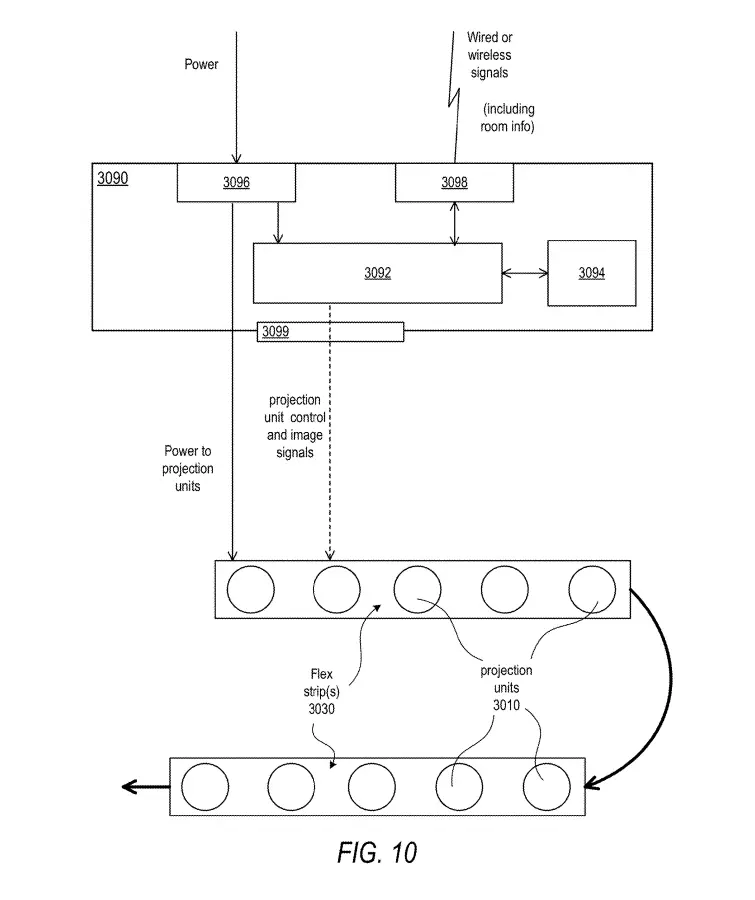 Power
Wired or
wireless
signals
(including
room info)
3090
3096
3098
3092
3094
3099
projection
unit control
and image
signals
Power to
projection
units
Flex
strip(s)
3030
projection
units
3010
FIG. 10